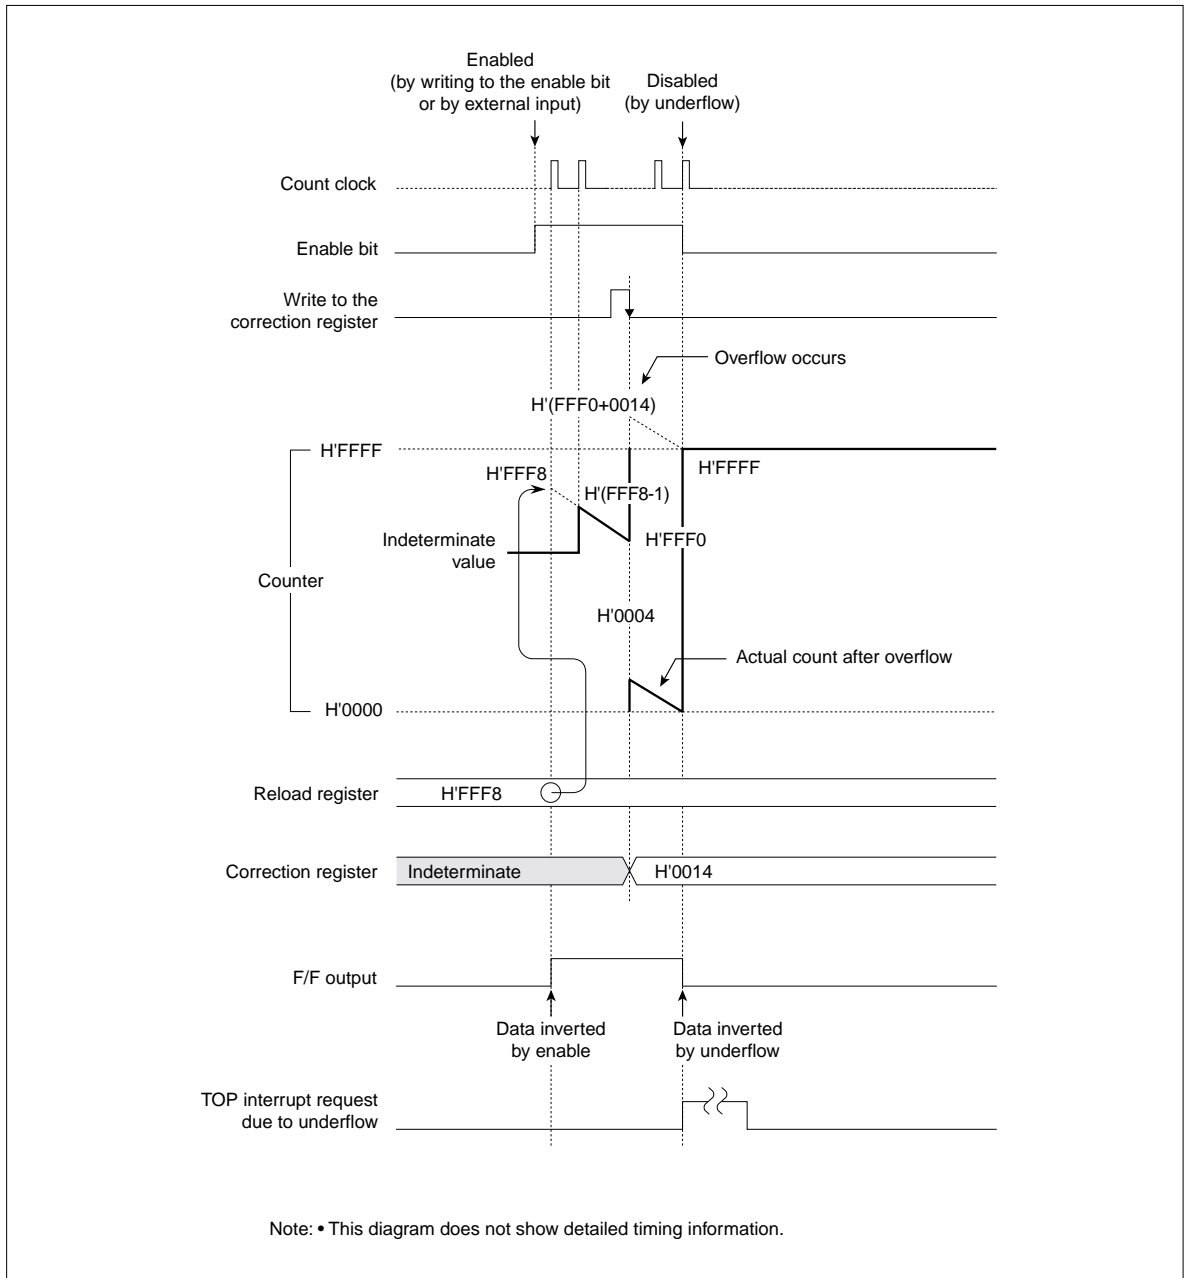 Enabled
(by writing to the enable bit
or by external input)
Disabled
(by underflow)
Count clock
Enable bit
Write to the
correction register
Overflow occurs
H'(FFF0+0014)
H'FFFF
H'FFFF
H'FFF8
H'(FFF8-1)
Indeterminate
value
H'FFF0
Counter
H'0004
Actual count after overflow
H'0000
Reload register
H'FFF8
Correction register
Indeterminate
H'0014
F/F output
Data inverted
by enable
Data inverted
by underflow
TOP interrupt request
due to underflow
Note: • This diagram does not show detailed timing information.